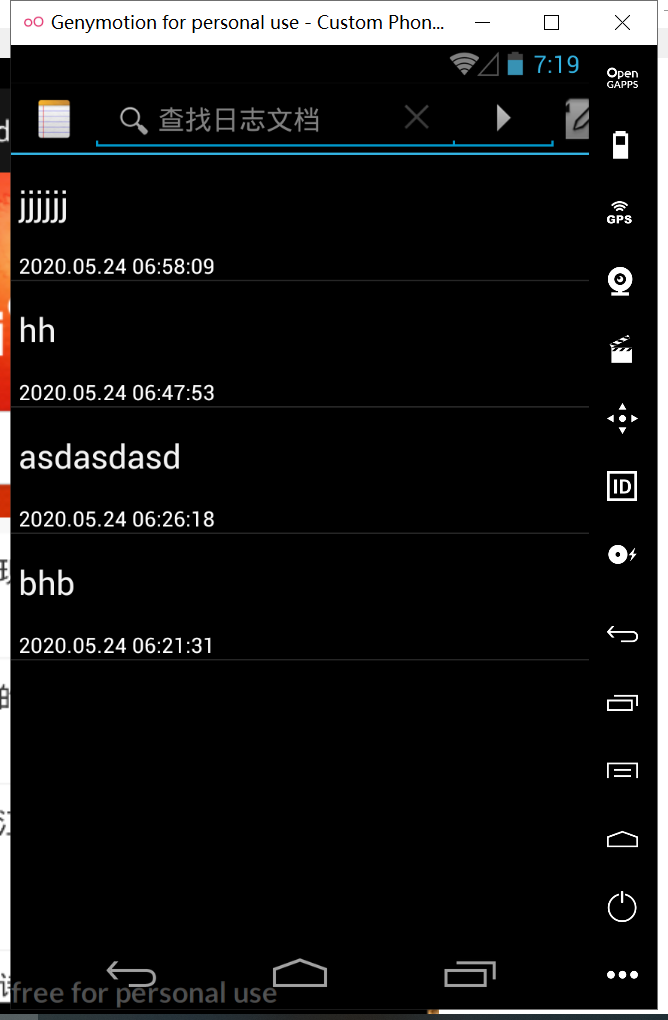 Genymotion for personal use - Custom Phon...
7:19
Open
GAPPS
查找日志文档
jjjjjj
2020.05.24 06:58:09
GPS
hh
2020.05.24 06:47:53
asdasdasd
2020.05.24 06:26:18
ID
bhb
2020.05.24 06:21:31
free for personal use